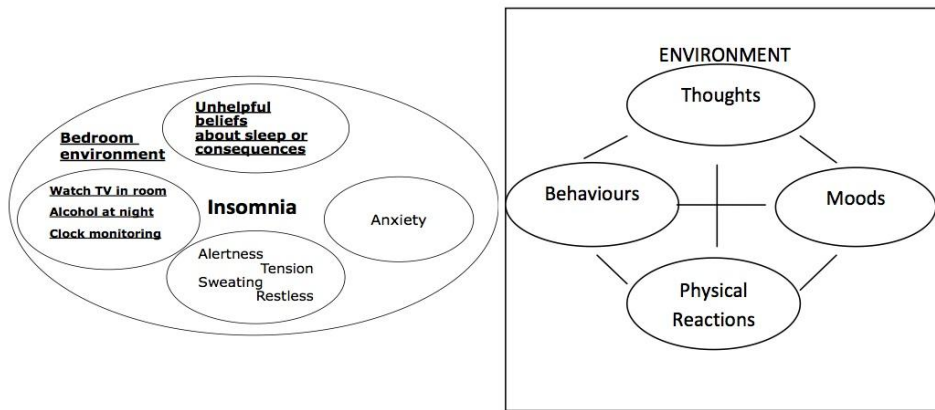 Unhelpful
beliefs
about sleep or
consequences
Bedroom
environment
Watch TV in room
Alcohol at night
Clock monitoring
Insomnia
Anxiety
Alertness
Tension
Sweating
Restless
ENVIRONMENT
Thoughts
Behaviours
Moods
Physical
Reactions